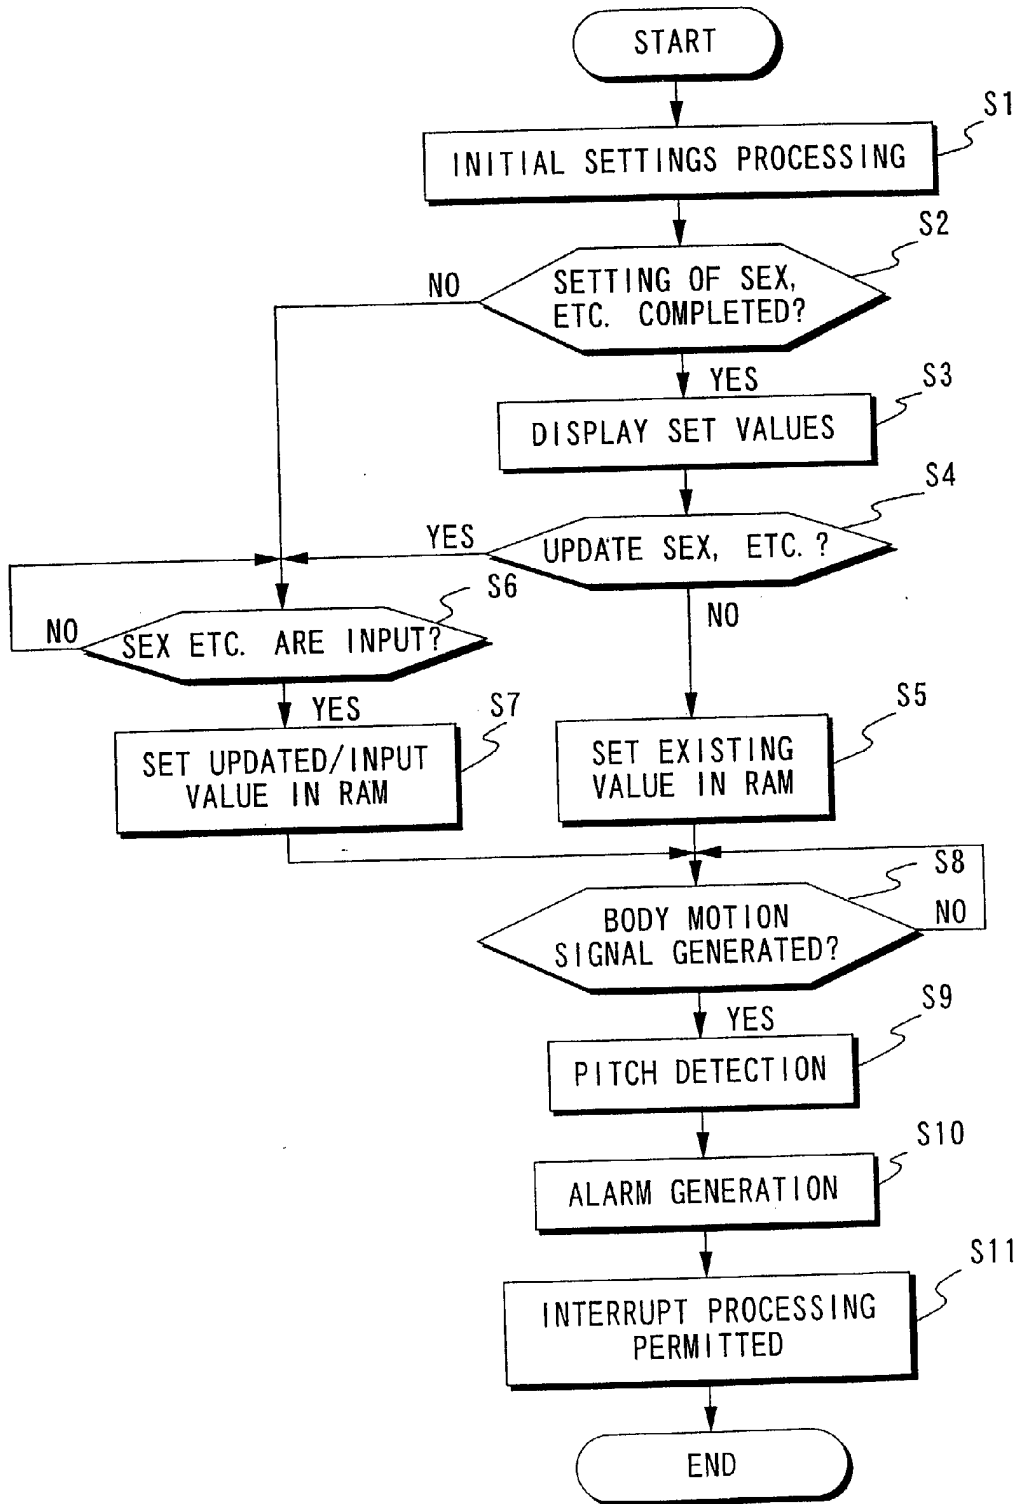 START
S1
INITIAL SETTINGS PROCESSING
S2
NO
SETTING OF SEX,
ETC. COMPLETED?
YES
S3
DISPLAY SET VALUES
S4
YES
UPDATE SEX, ETC. ?
S6
NO
NO
SEX ETC. ARE INPUT?
YES
S7
S5
SET UPDATED/INPUT
VALUE IN RAM
SET EXISTING
VALUE IN RAM
S8
BODY MOTION
SIGNAL GENERATED?
NO
YES
S9
PITCH DETECTION
S10
ALARM GENERATION
S11
INTERRUPT PROCESSING
PERMITTED
END